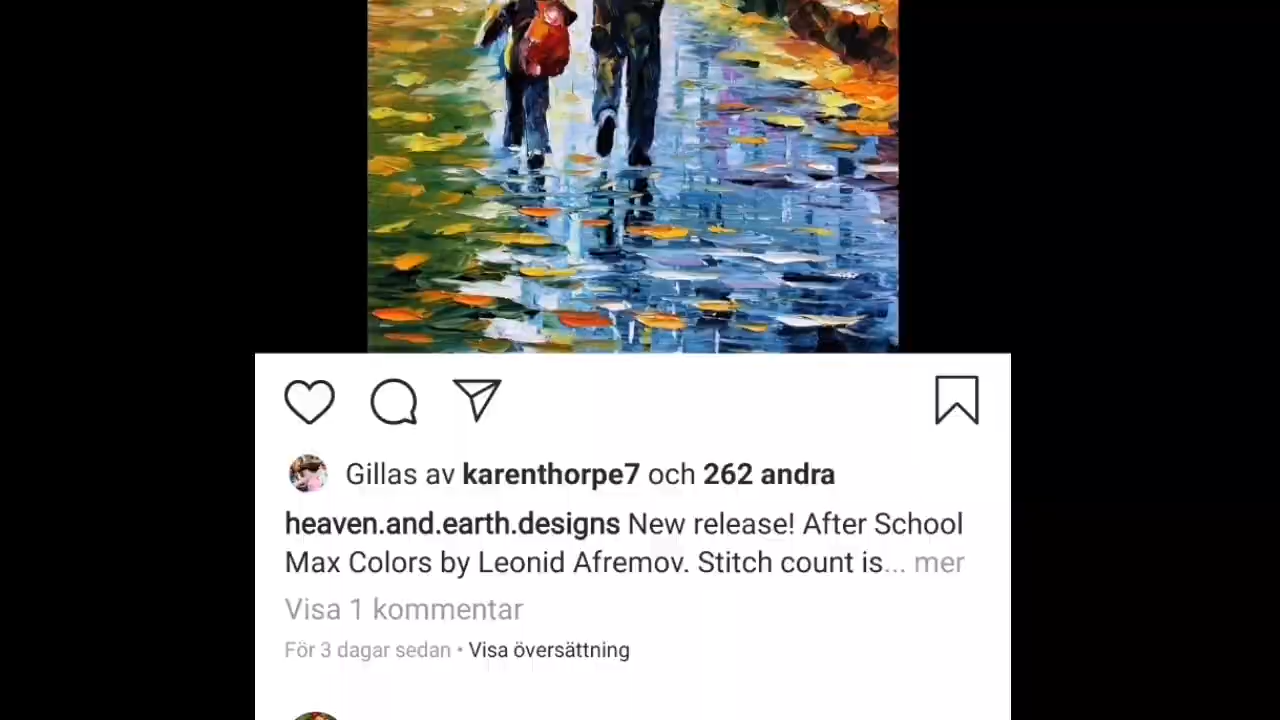 Gillas av karenthorpe7 och 262 andra
heaven.and.earth.designs New release! After School
Max Colors by Leonid Afremov. Stitch count is... mer
Visa 1 kommentar
För 3 dagar sedan • Visa översättning